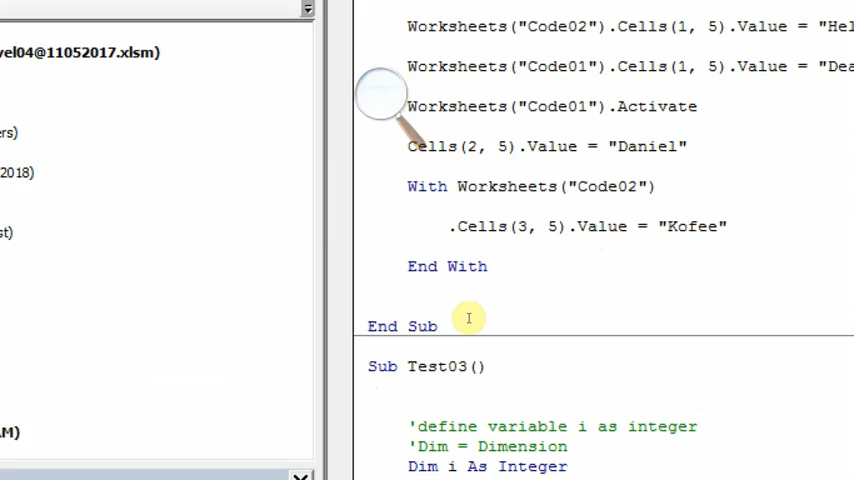 vel04@11052017.xlsm)
ers)
2018)
st)
AM)
Worksheets("Code02").Cells(1, 5).Value = "Hel
Worksheets("Code01").Cells(1, 5).Value = "Dea
Worksheets("Code01").Activate
Cells(2, 5).Value = "Daniel"
With Worksheets("Code02")
.Cells(3, 5).Value = "Kofee"
End With
End Sub
Sub Test03()
'define variable i as integer
'Dim = Dimension
Dim i As Integer